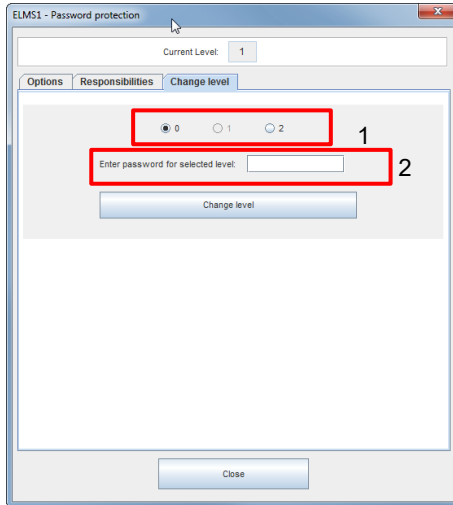 ELMS1 - Password protection
Current Level: 1
Options Responsibilities Change level
0 1 2 1
Enter password for selected level: 2
Change level
Close